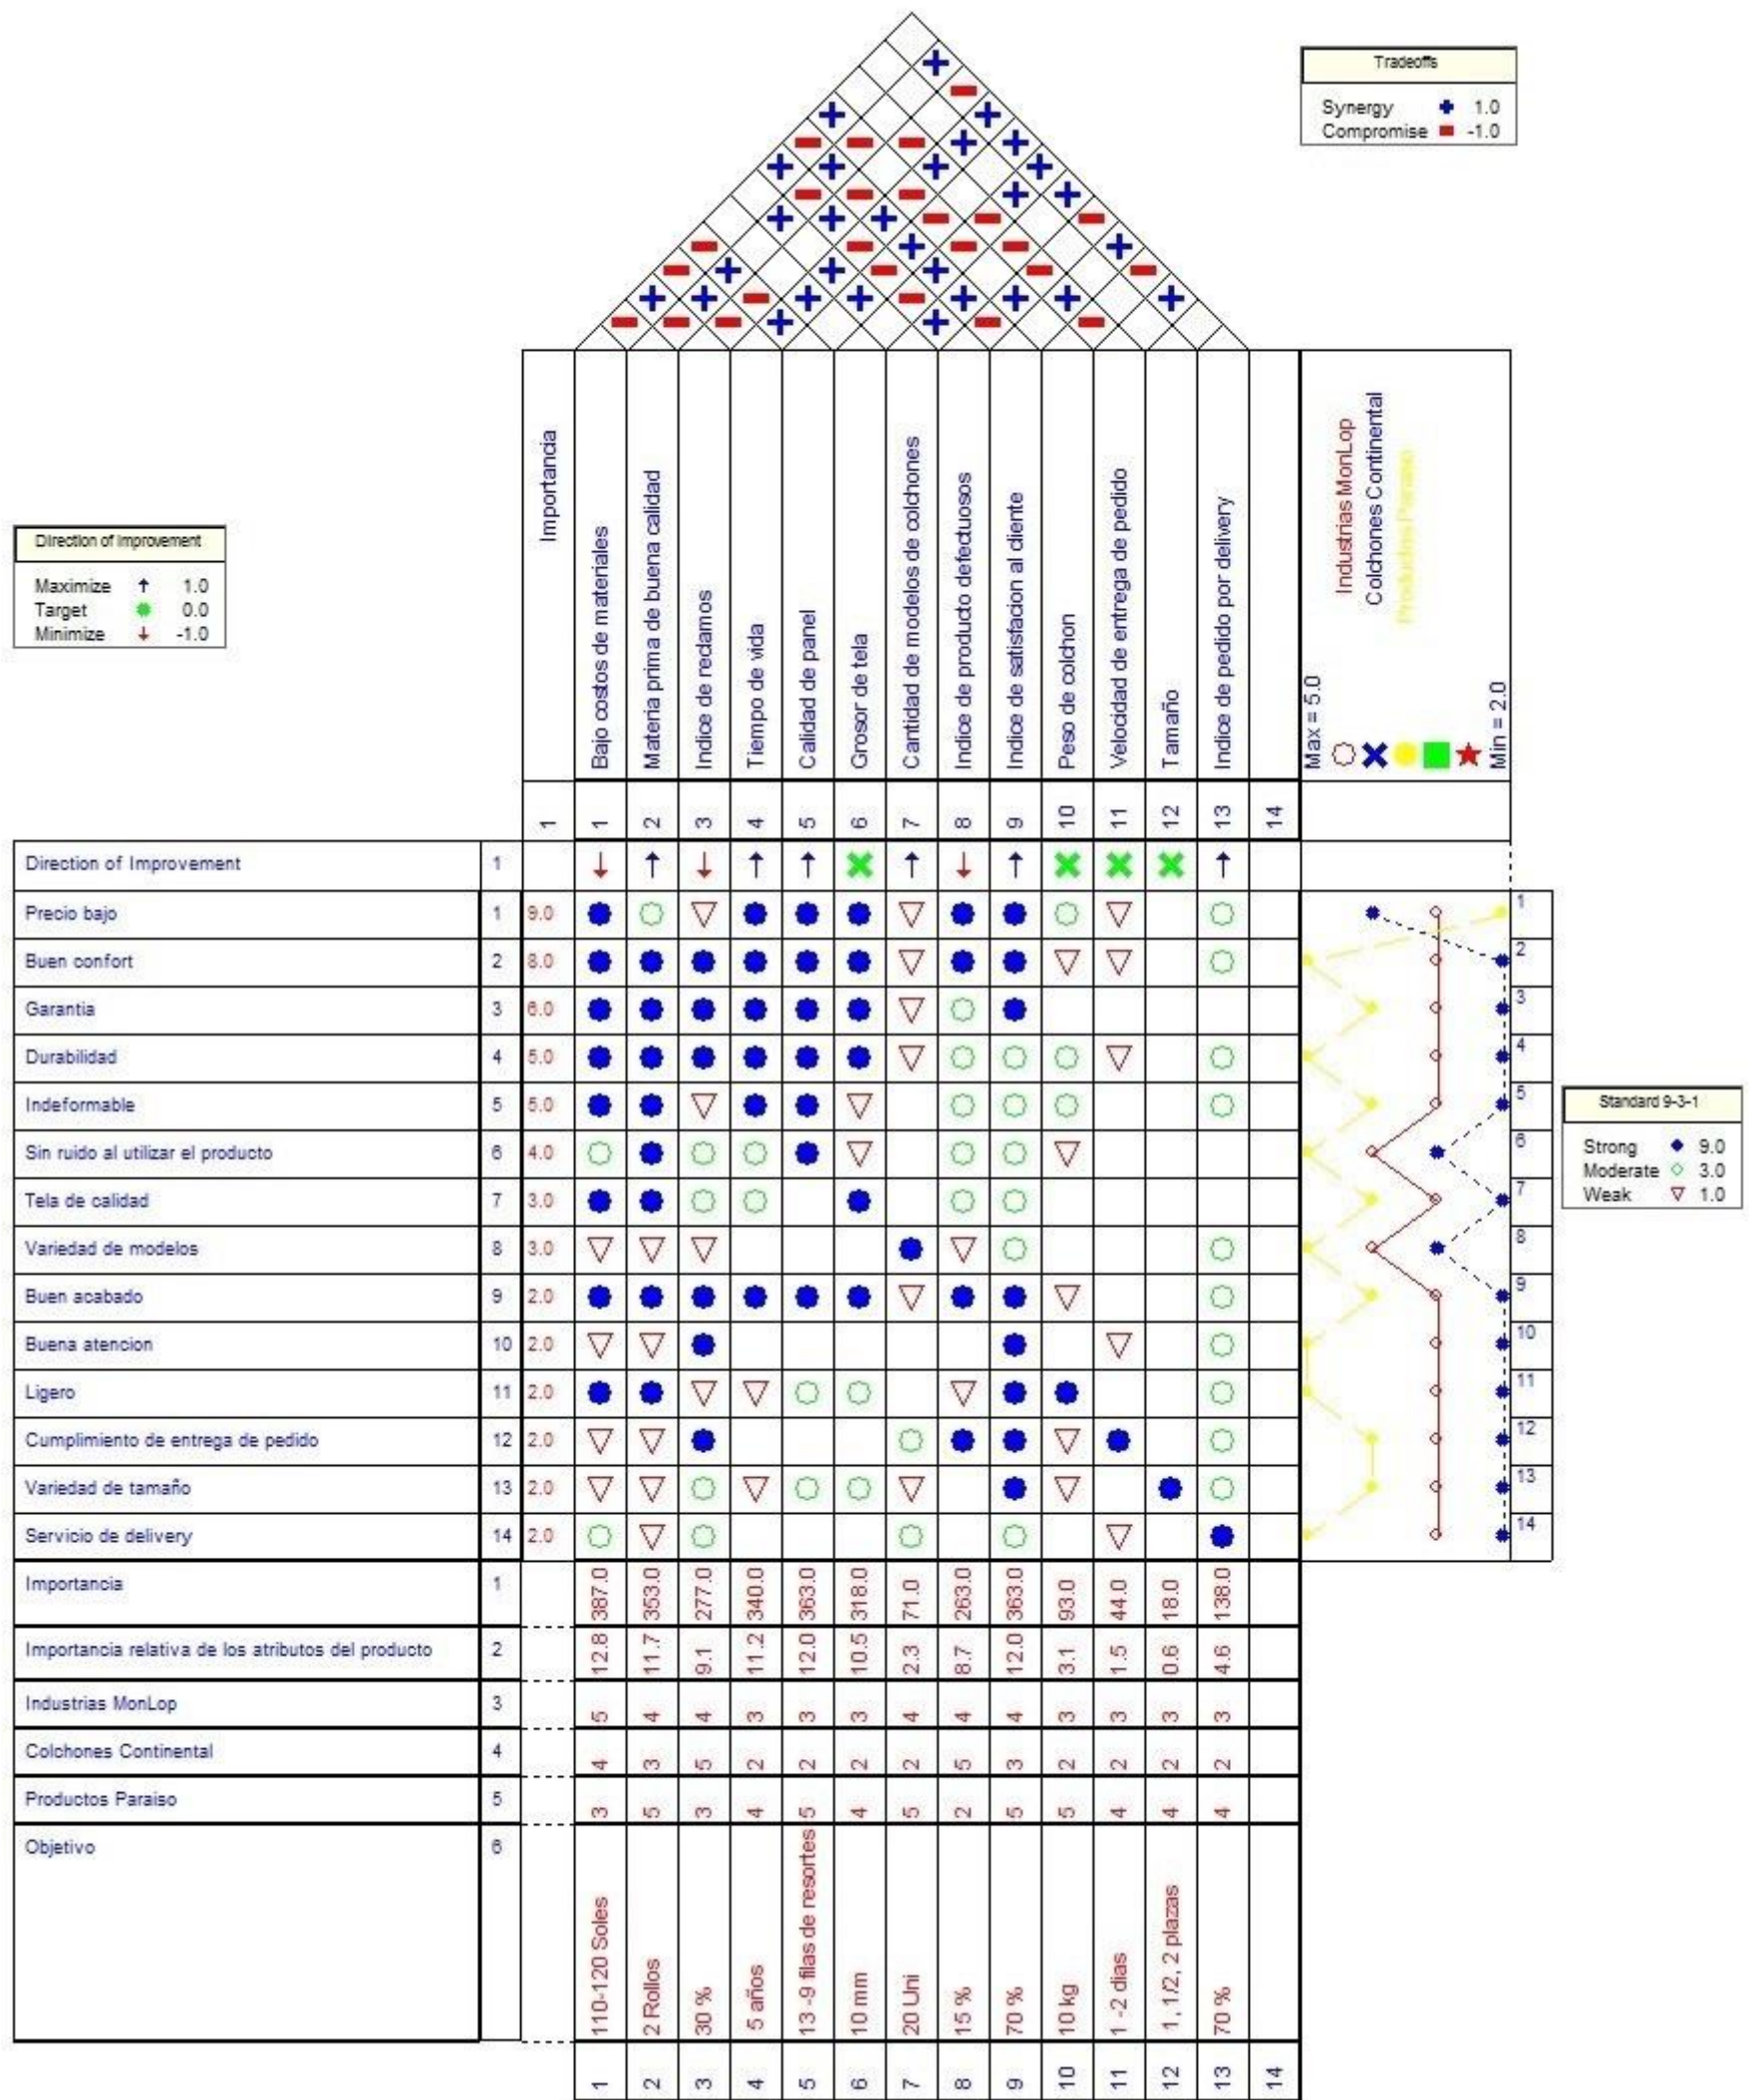 Tradeoffs
Synergy 1.0
Compromise -1.0
Direction of Improvement
Maximize ↑ 1.0
Target 0.0
Minimize ↓ -1.0
Importancia
Bajo costos de materiales
Materia prima de buena calidad
Indice de reclamos
Tiempo de vida
Calidad de panel
Grosor de tela
Cantidad de modelos de colchones
Indice de producto defectuosos
Indice de satisfacion al cliente
Peso de colchon
Velocidad de entrega de pedido
Tamaño
Indice de pedido por delivery
Industrias MonLop
Colchones Continental
Productos Paraiso
Max = 5.0
Min = 2.0
1 1 2 3 4 5 6 7 8 9 10 11 12 13 14
Direction of Improvement 1 ↓ ↑ ↓ ↑ ↑ ↑ ↓ ↑ ↑
Precio bajo 1 9.0 1
Buen confort 2 8.0 2
Garantia 3 6.0 3
Durabilidad 4 5.0 4
Indeformable 5 5.0 5
Sin ruido al utilizar el producto 6 4.0 6
Tela de calidad 7 3.0 7
Variedad de modelos 8 3.0 8
Buen acabado 9 2.0 9
Buena atencion 10 2.0 10
Ligero 11 2.0 11
Cumplimiento de entrega de pedido 12 2.0 12
Variedad de tamaño 13 2.0 13
Servicio de delivery 14 2.0 14
Standard 9-3-1
Strong 9.0
Moderate 3.0
Weak 1.0
Importancia 1 387.0 353.0 277.0 340.0 363.0 318.0 71.0 263.0 363.0 93.0 44.0 18.0 138.0
Importancia relativa de los atributos del producto 2 12.8 11.7 9.1 11.2 12.0 10.5 2.3 8.7 12.0 3.1 1.5 0.6 4.6
Industrias MonLop 3 5 4 4 3 3 3 4 4 4 3 3 3 3
Colchones Continental 4 4 3 5 2 2 2 2 5 3 2 2 2 2
Productos Paraiso 5 3 5 3 4 5 4 5 2 5 5 4 4 4
Objetivo 6
110-120 Soles
2 Rollos
30 %
5 años
13 -9 filas de resortes
10 mm
20 Uni
15 %
70 %
10 kg
1 -2 dias
1, 1/2, 2 plazas
70 %
1 2 3 4 5 6 7 8 9 10 11 12 13 14